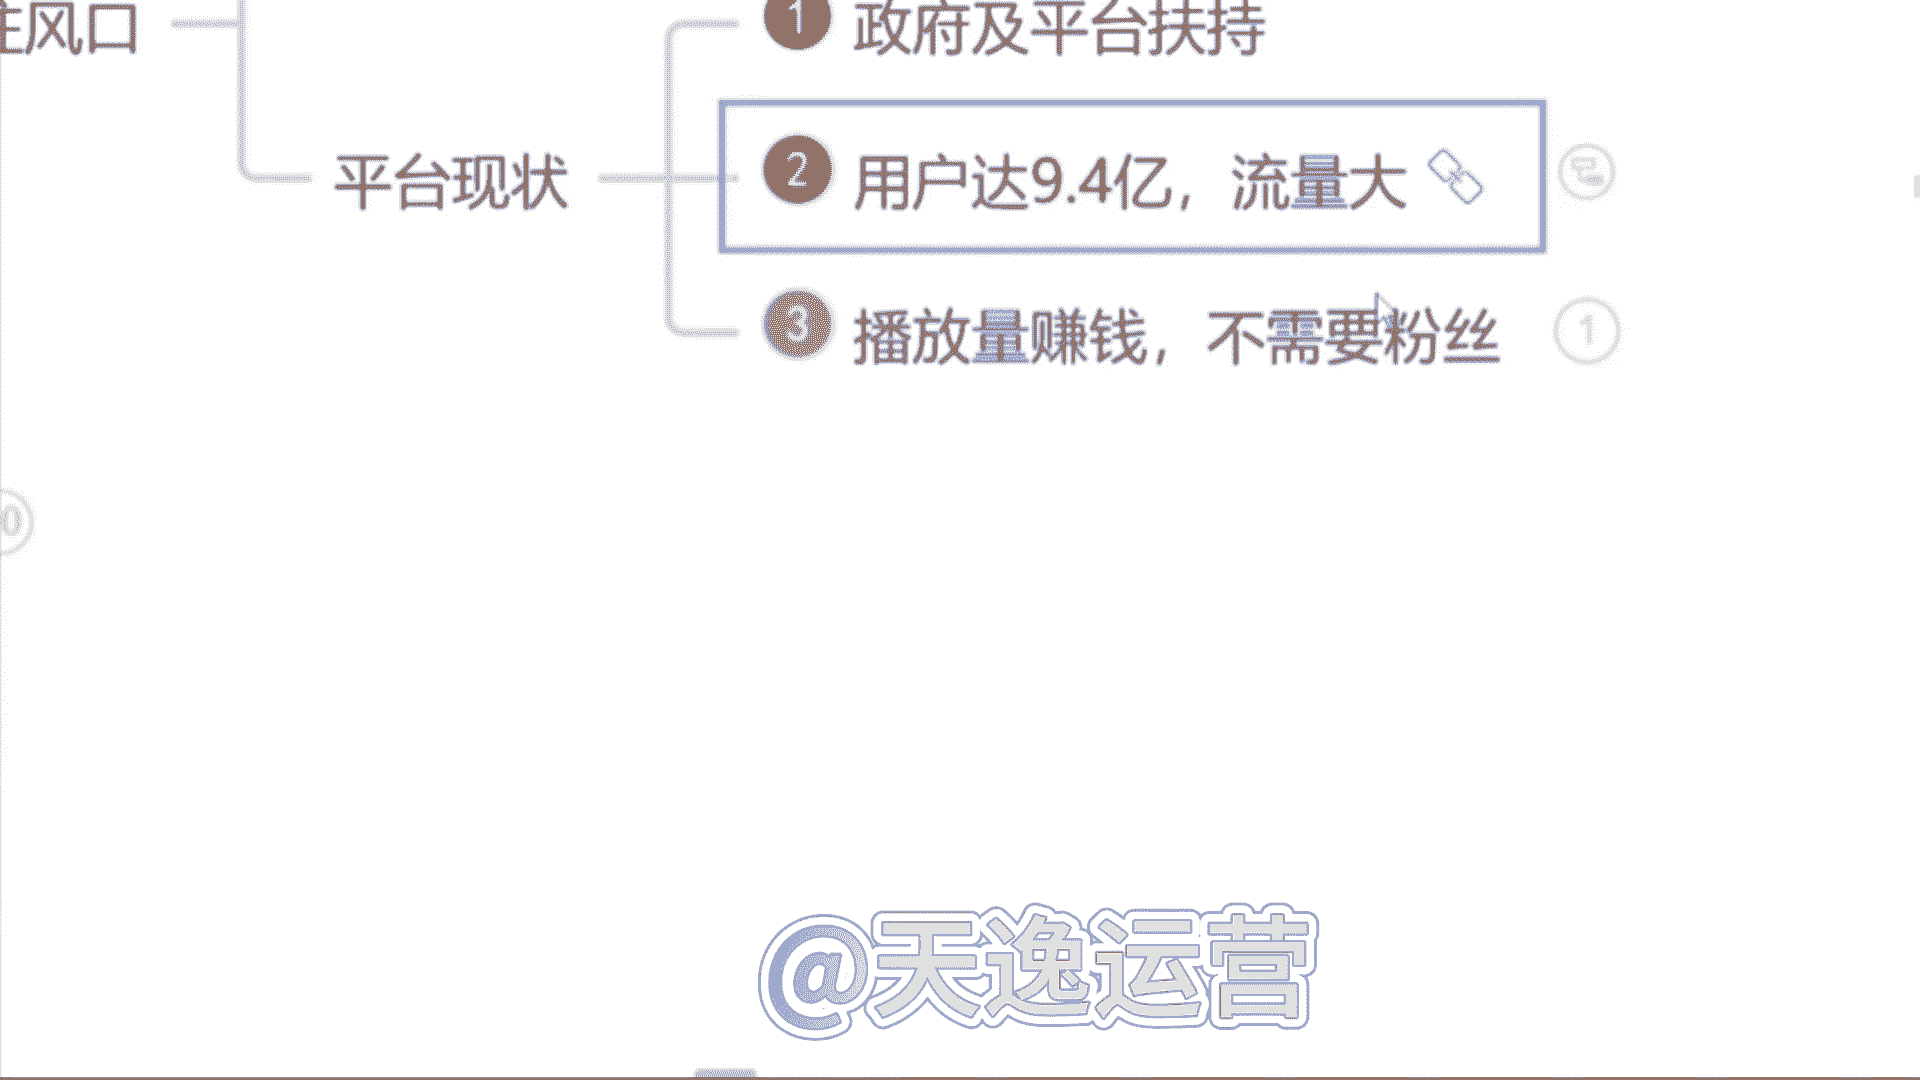 风口
1 政府及平台扶持
平台现状
2 用户达9.4亿，流量大
3 播放量赚钱，不需要粉丝
1
0
@天逸运营